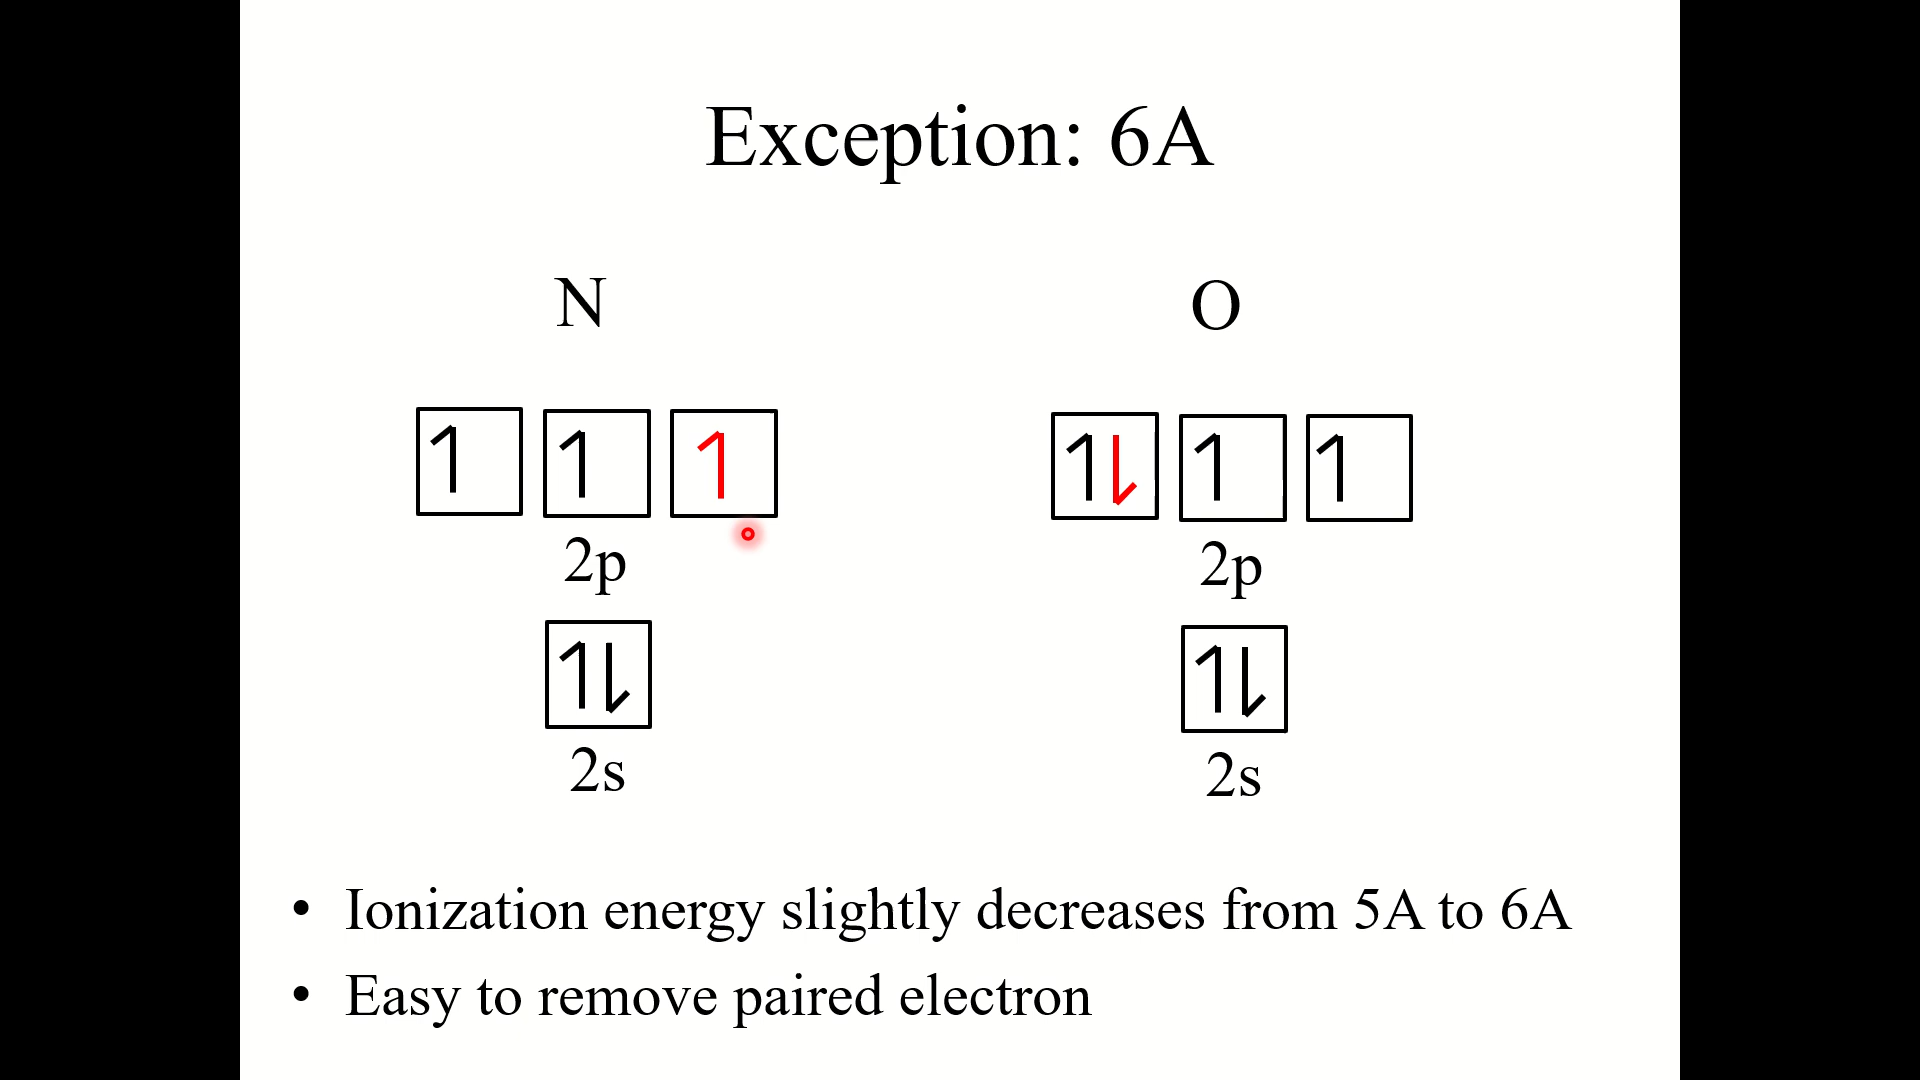 Exception: 6A
N
O
2p
2p
2s
2s
• Ionization energy slightly decreases from 5A to 6A
• Easy to remove paired electron